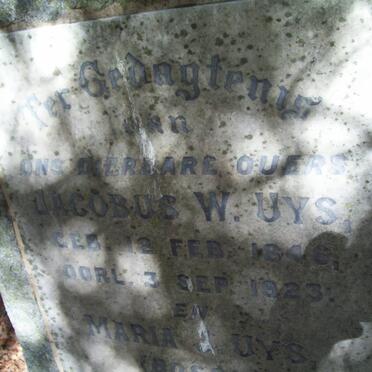 Ter Gedagtenis
aan
ONS DIERBARE OUERS
JACOBUS W. UYS,
GEB. 12 FEB. 1846,
OORL. 3 SEP. 1923;
EN
MARIA UYS